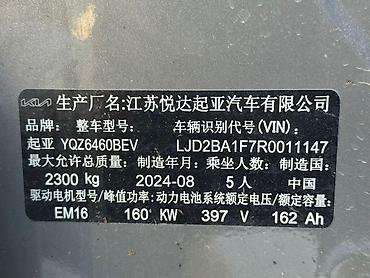 KIA 生产厂名:江苏悦达起亚汽车有限公司
品牌: 整车型号: 车辆识别代号(VIN):
起亚 YQZ6460BEV LJD2BA1F7R0011147
最大允许总质量: 制造年月: 乘坐人数: 制造国:
2300 kg 2024-08 5人 中国
驱动电机型号/峰值功率:动力电池系统额定电压/额定容量:
EM16 160 KW 397 V 162 Ah